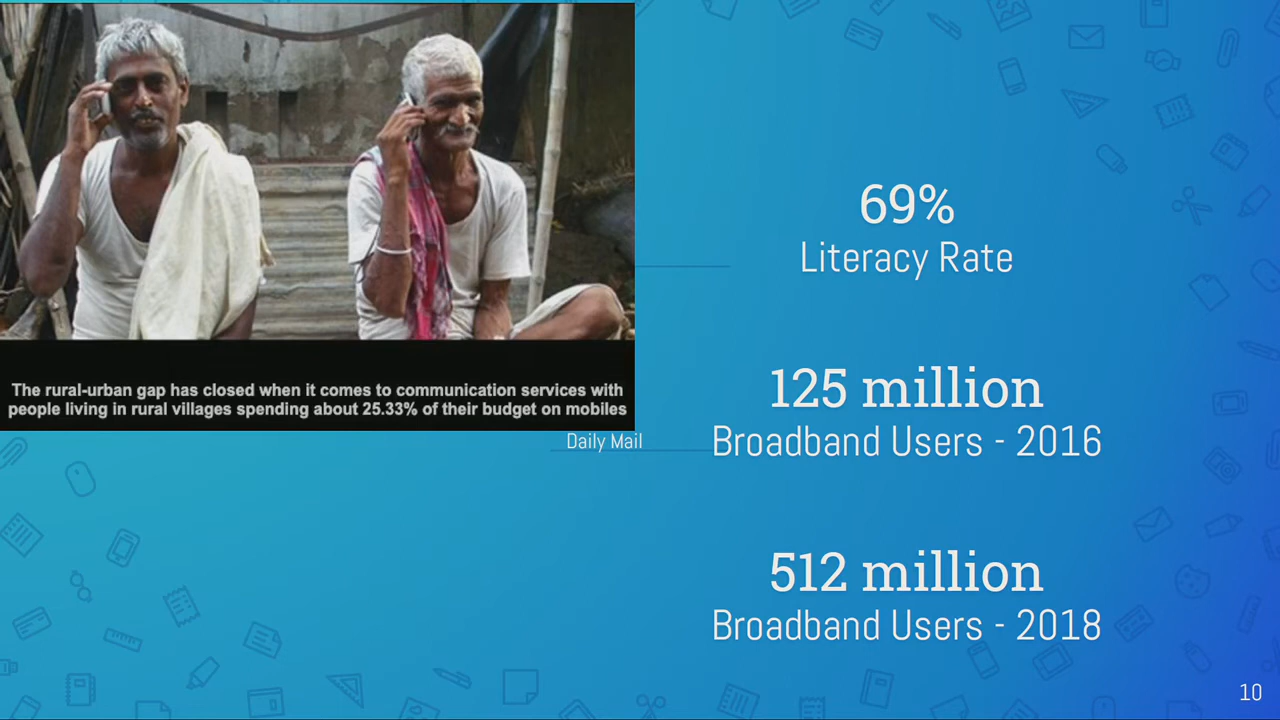 The rural-urban gap has closed when it comes to communication services with
people living in rural villages spending about 25.33% of their budget on mobiles
Daily Mail
69%
Literacy Rate
125 million
Broadband Users - 2016
512 million
Broadband Users - 2018
10